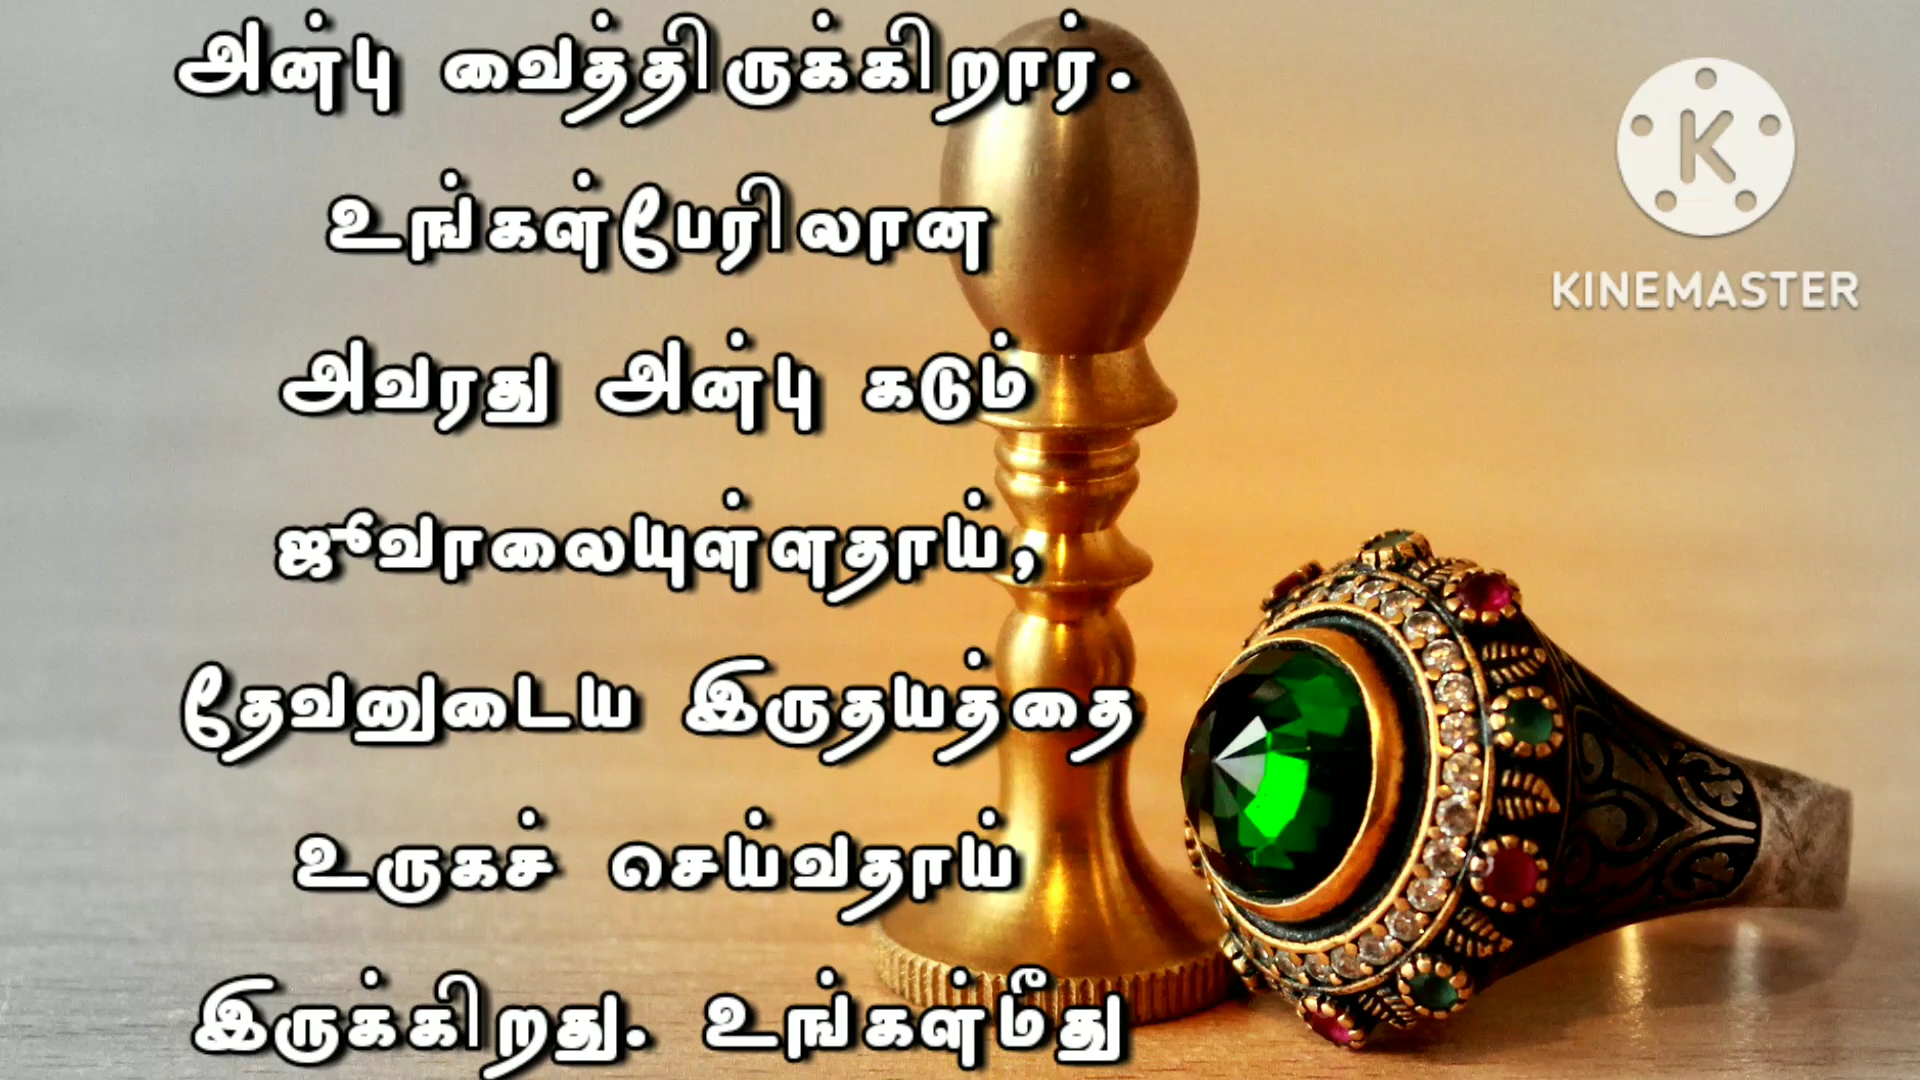 அன்பு வைத்திருக்கிறார்.
உங்கள்பேரிலான
அவரது அன்பு கடும்
ஜுவாலையுள்ளதாய்,
தேவனுடைய இருதயத்தை
உருகச் செய்வதாய்
இருக்கிறது. உங்கள்மீது
K
KINEMASTER